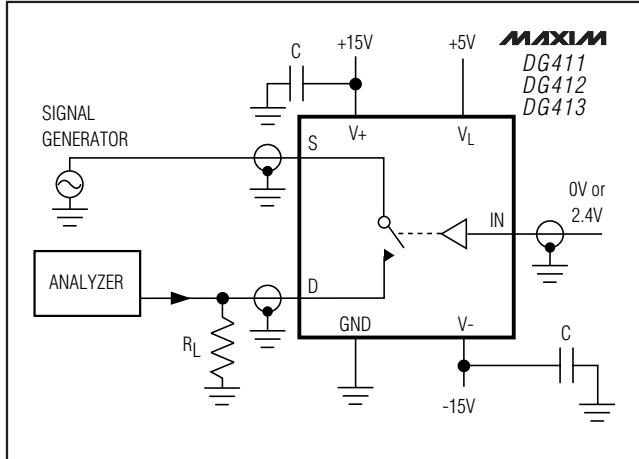 C
+15V
+5V
MAXIM
DG411
DG412
DG413
SIGNAL
GENERATOR
V+
VL
S
0V or
2.4V
IN
ANALYZER
D
RL
GND
V-
C
-15V